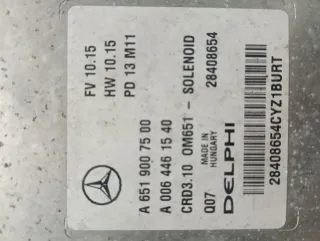 FV 10.15
HW 10.15
PD 13 M11
A 651 900 75 00
A 006 446 15 40
CRD3.10 OM651 - SOLENOID
Q07 MADE IN HUNGARY 28408654
DELPHI
28408654CYZ1BURT